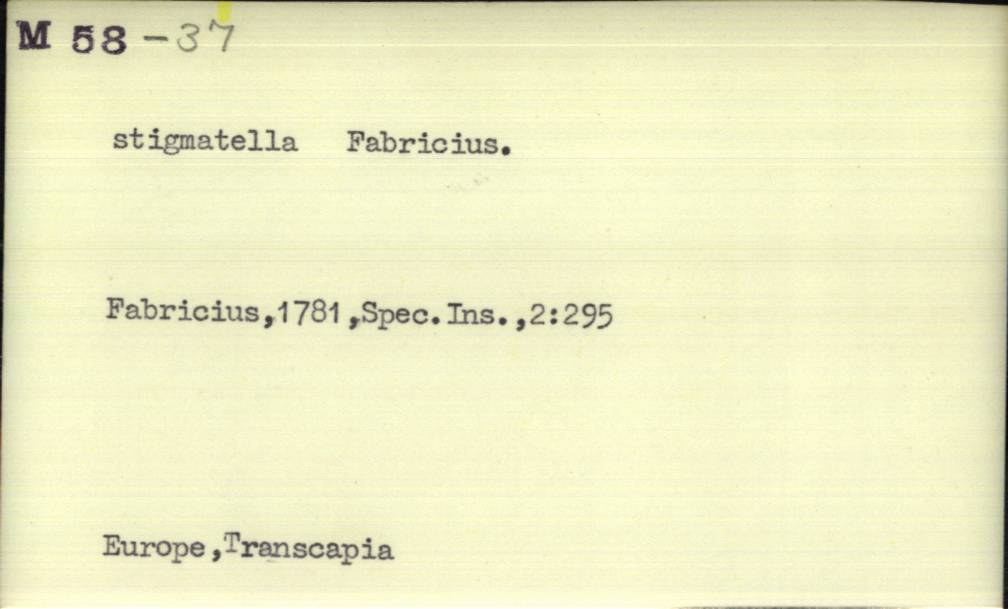 M 58 -37
stigmatella Fabricius.
Fabricius,1781,Spec.Ins.,2:295
Europe,Transcapia